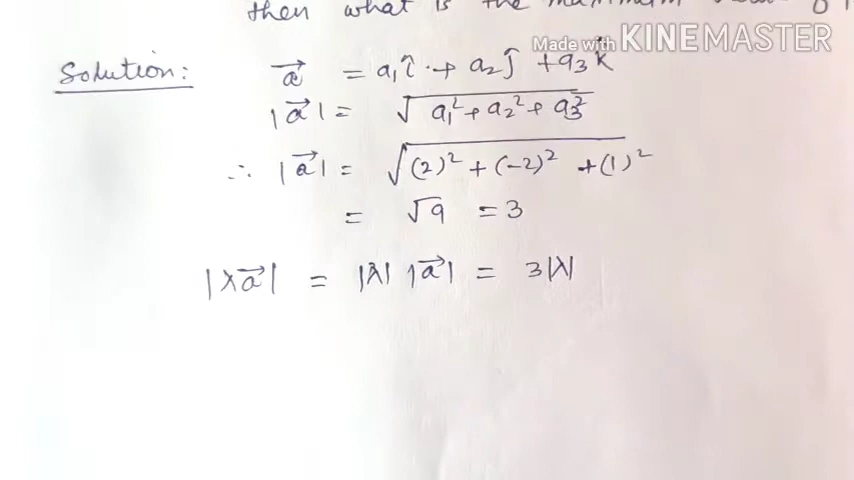 then what is the maximum
Made with KINEMASTER
Solution: a⃗ = a₁î + a₂ĵ + a₃k̂
|a⃗| = √(a₁² + a₂² + a₃²)
∴ |a⃗| = √((2)² + (-2)² + (1)²)
= √9 = 3
|λa⃗| = |λ| |a⃗| = 3|λ|